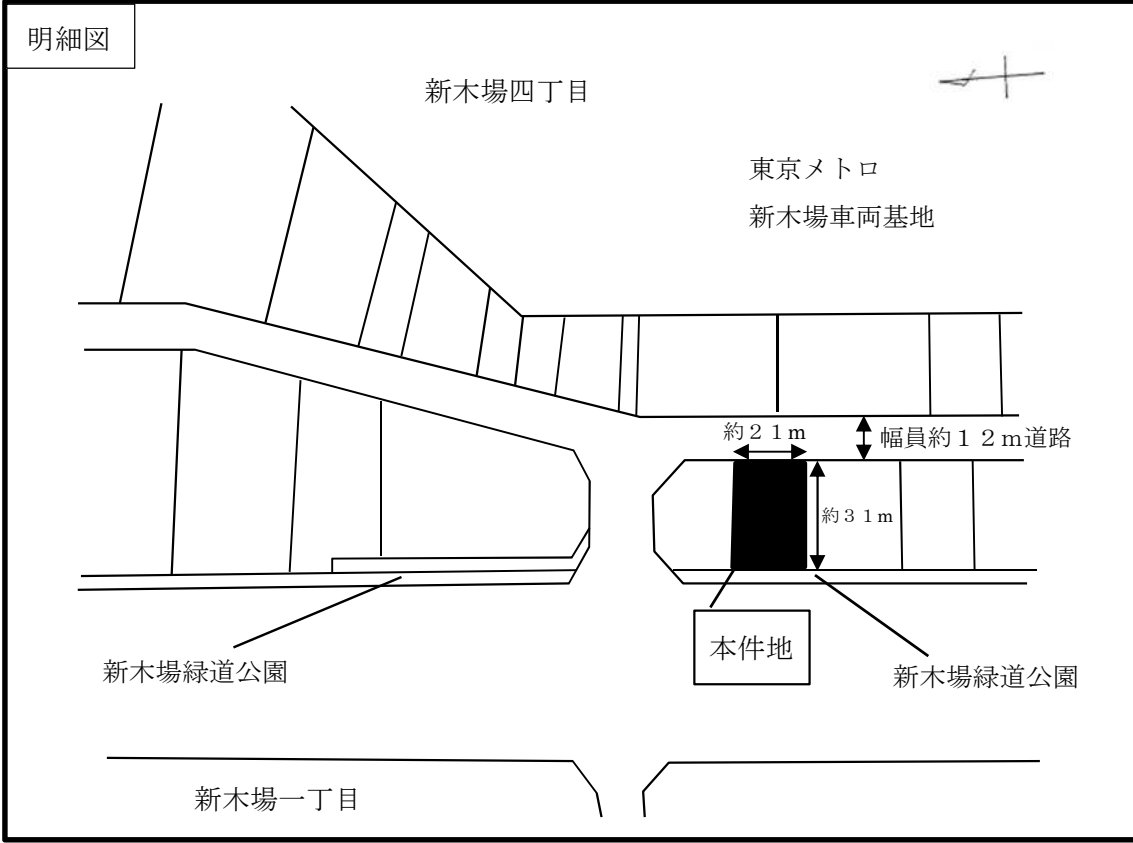 明細図
新木場四丁目
東京メトロ
新木場車両基地
約２１ｍ
幅員約１２ｍ道路
約３１ｍ
本件地
新木場緑道公園
新木場緑道公園
新木場一丁目